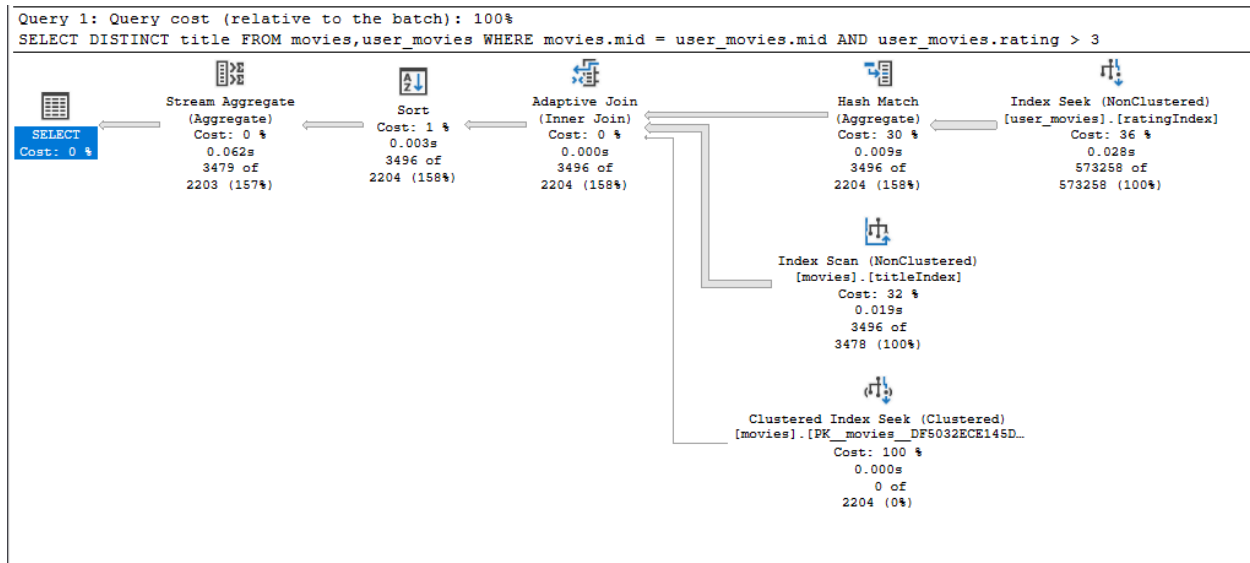 Query 1: Query cost (relative to the batch): 100%
SELECT DISTINCT title FROM movies,user_movies WHERE movies.mid = user_movies.mid AND user_movies.rating > 3
SELECT
Cost: 0 %
Stream Aggregate
(Aggregate)
Cost: 0 %
0.062s
3479 of
2203 (157%)
Sort
Cost: 1 %
0.003s
3496 of
2204 (158%)
Adaptive Join
(Inner Join)
Cost: 0 %
0.000s
3496 of
2204 (158%)
Hash Match
(Aggregate)
Cost: 30 %
0.009s
3496 of
2204 (158%)
Index Seek (NonClustered)
[user_movies].[ratingIndex]
Cost: 36 %
0.028s
573258 of
573258 (100%)
Index Scan (NonClustered)
[movies].[titleIndex]
Cost: 32 %
0.019s
3496 of
3478 (100%)
Clustered Index Seek (Clustered)
[movies].[PK__movies__DF5032ECE145D…
Cost: 100 %
0.000s
0 of
2204 (0%)